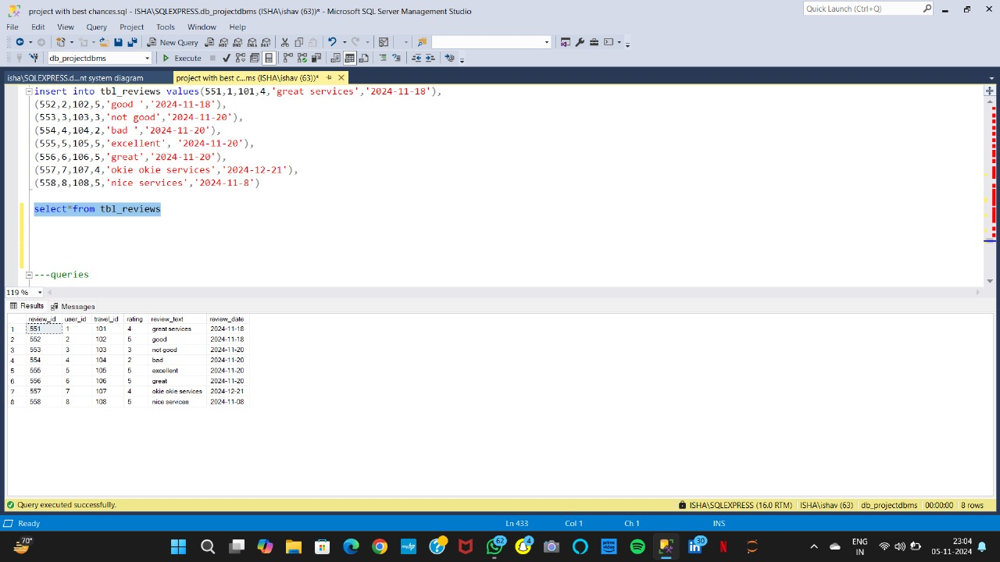 project with best chances.sql - ISHA\SQLEXPRESS.db_projectdbms (ISHA\ishav (63))* - Microsoft SQL Server Management Studio
Quick Launch (Ctrl+Q)
File Edit View Query Project Tools Window Help
New Query
db_projectdbms Execute
isha\SQLEXPRESS.d...nt system diagram project with best c...ms (ISHA\ishav (63))*
insert into tbl_reviews values(551,1,101,4,'great services','2024-11-18'),
(552,2,102,5,'good ','2024-11-18'),
(553,3,103,3,'not good','2024-11-20'),
(554,4,104,2,'bad ','2024-11-20'),
(555,5,105,5,'excellent', '2024-11-20'),
(556,6,106,5,'great','2024-11-20'),
(557,7,107,4,'okie okie services','2024-12-21'),
(558,8,108,5,'nice services','2024-11-8')
select*from tbl_reviews
---queries
119 %
Results Messages
review_id user_id travel_id rating review_text review_date
1 551 1 101 4 great services 2024-11-18
2 552 2 102 5 good 2024-11-18
3 553 3 103 3 not good 2024-11-20
4 554 4 104 2 bad 2024-11-20
5 555 5 105 5 excellent 2024-11-20
6 556 6 106 5 great 2024-11-20
7 557 7 107 4 okie okie services 2024-12-21
8 558 8 108 5 nice services 2024-11-08
Query executed successfully. ISHA\SQLEXPRESS (16.0 RTM) ISHA\ishav (63) db_projectdbms 00:00:00 8 rows
Ready Ln 433 Col 1 Ch 1 INS
70° 62 4 prime video 30 N ENG IN 23:04 05-11-2024